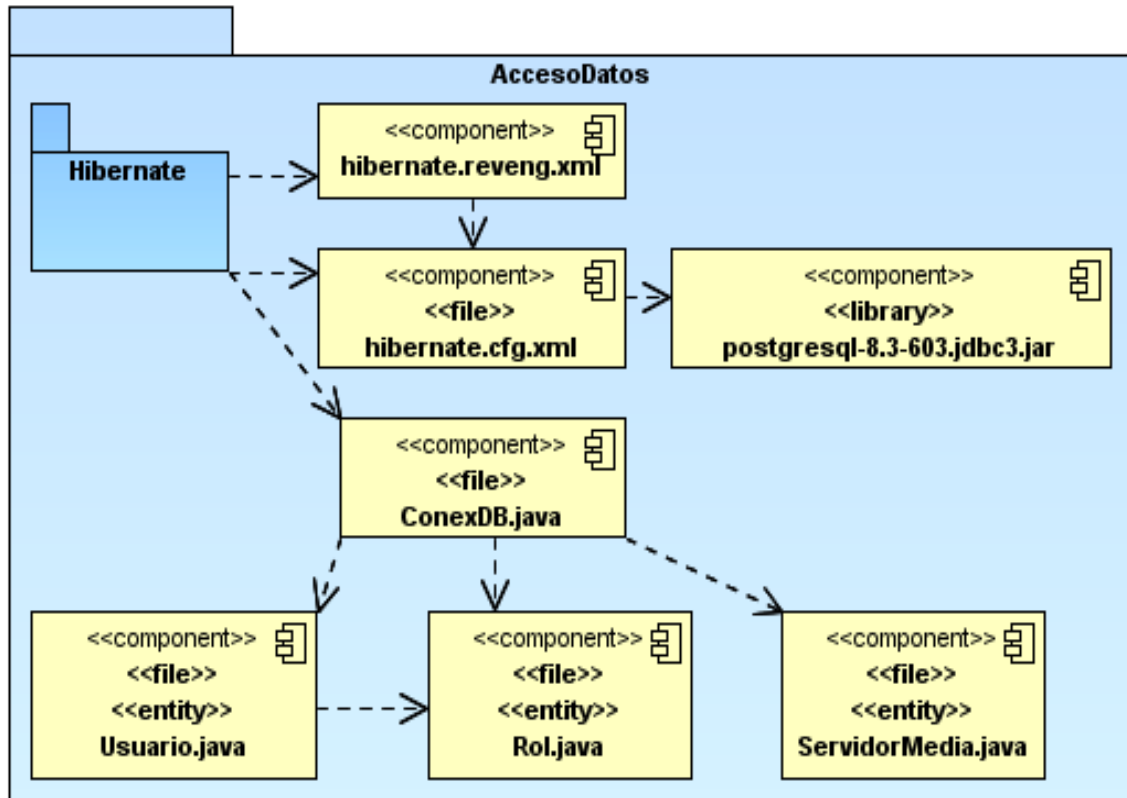 AccesoDatos
Hibernate
<<component>>
hibernate.reveng.xml
<<component>>
<<file>>
hibernate.cfg.xml
<<component>>
<<library>>
postgresql-8.3-603.jdbc3.jar
<<component>>
<<file>>
ConexDB.java
<<component>>
<<file>>
<<entity>>
Usuario.java
<<component>>
<<file>>
<<entity>>
Rol.java
<<component>>
<<file>>
<<entity>>
ServidorMedia.java